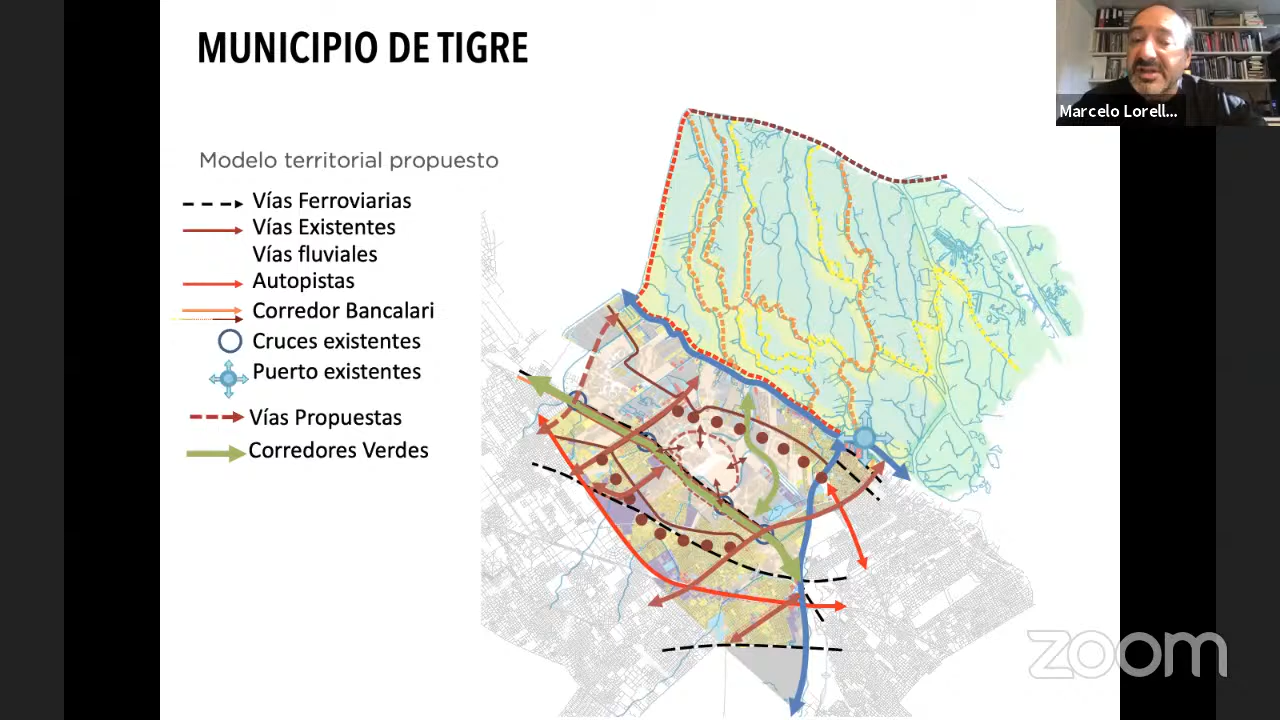 MUNICIPIO DE TIGRE
Marcelo Lorell...
Modelo territorial propuesto
Vías Ferroviarias
Vías Existentes
Vías fluviales
Autopistas
Corredor Bancalari
Cruces existentes
Puerto existentes
Vías Propuestas
Corredores Verdes
zoom